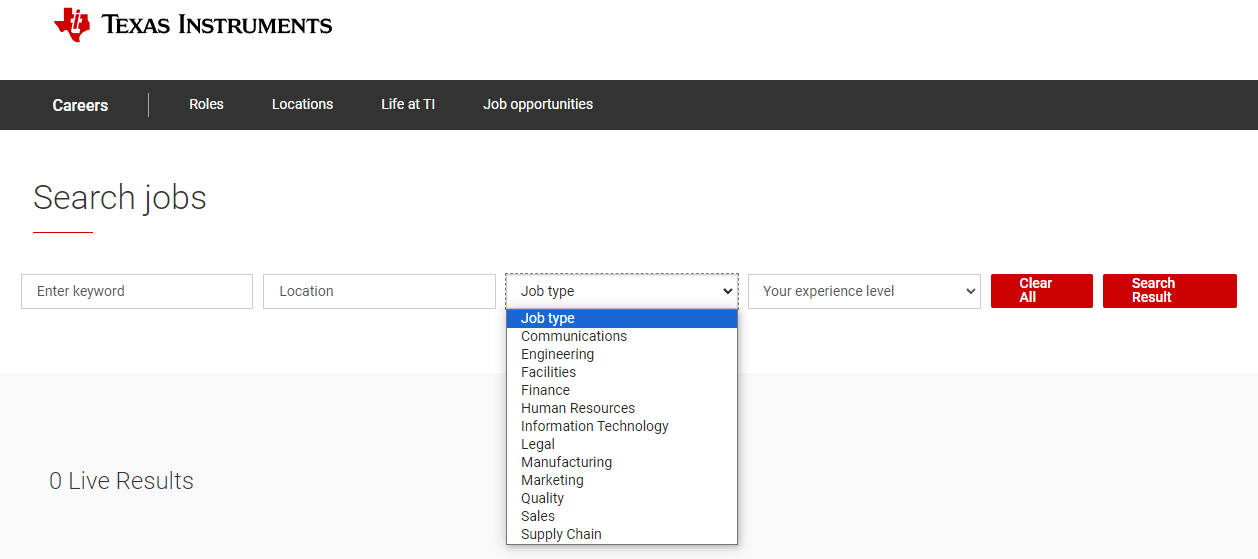 TEXAS INSTRUMENTS
Careers Roles Locations Life at TI Job opportunities
Search jobs
Enter keyword Location Job type Your experience level Clear All Search Result
Job type
Communications
Engineering
Facilities
Finance
Human Resources
Information Technology
Legal
Manufacturing
Marketing
Quality
Sales
Supply Chain
0 Live Results